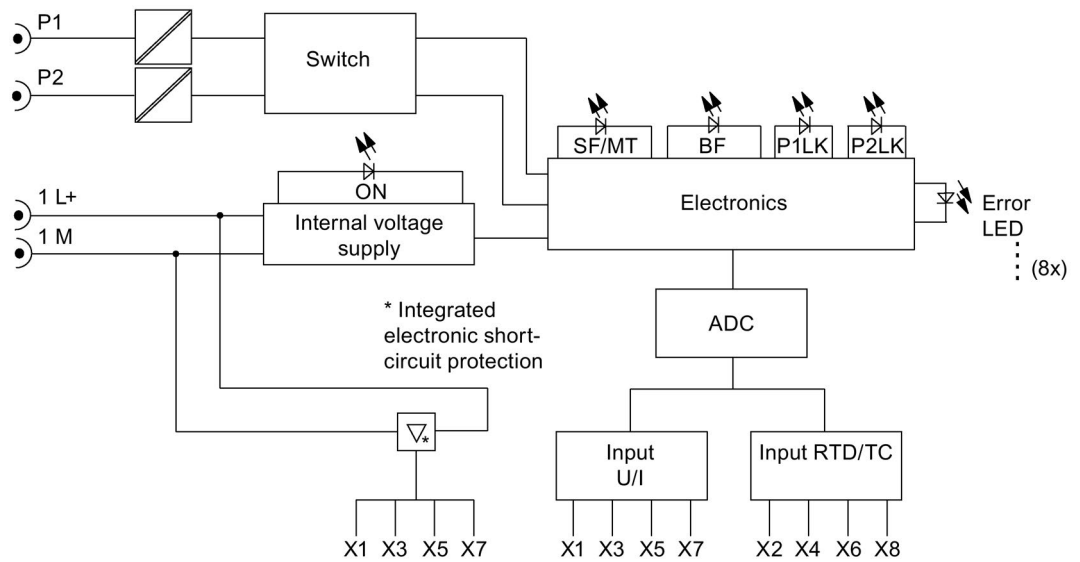 P1
Switch
P2
SF/MT
BF
P1LK
P2LK
ON
1 L+
Internal voltage
supply
Electronics
Error
LED
(8x)
1 M
* Integrated
electronic short-
circuit protection
ADC
*
Input
U/I
Input RTD/TC
X1 X3 X5 X7
X1 X3 X5 X7
X2 X4 X6 X8